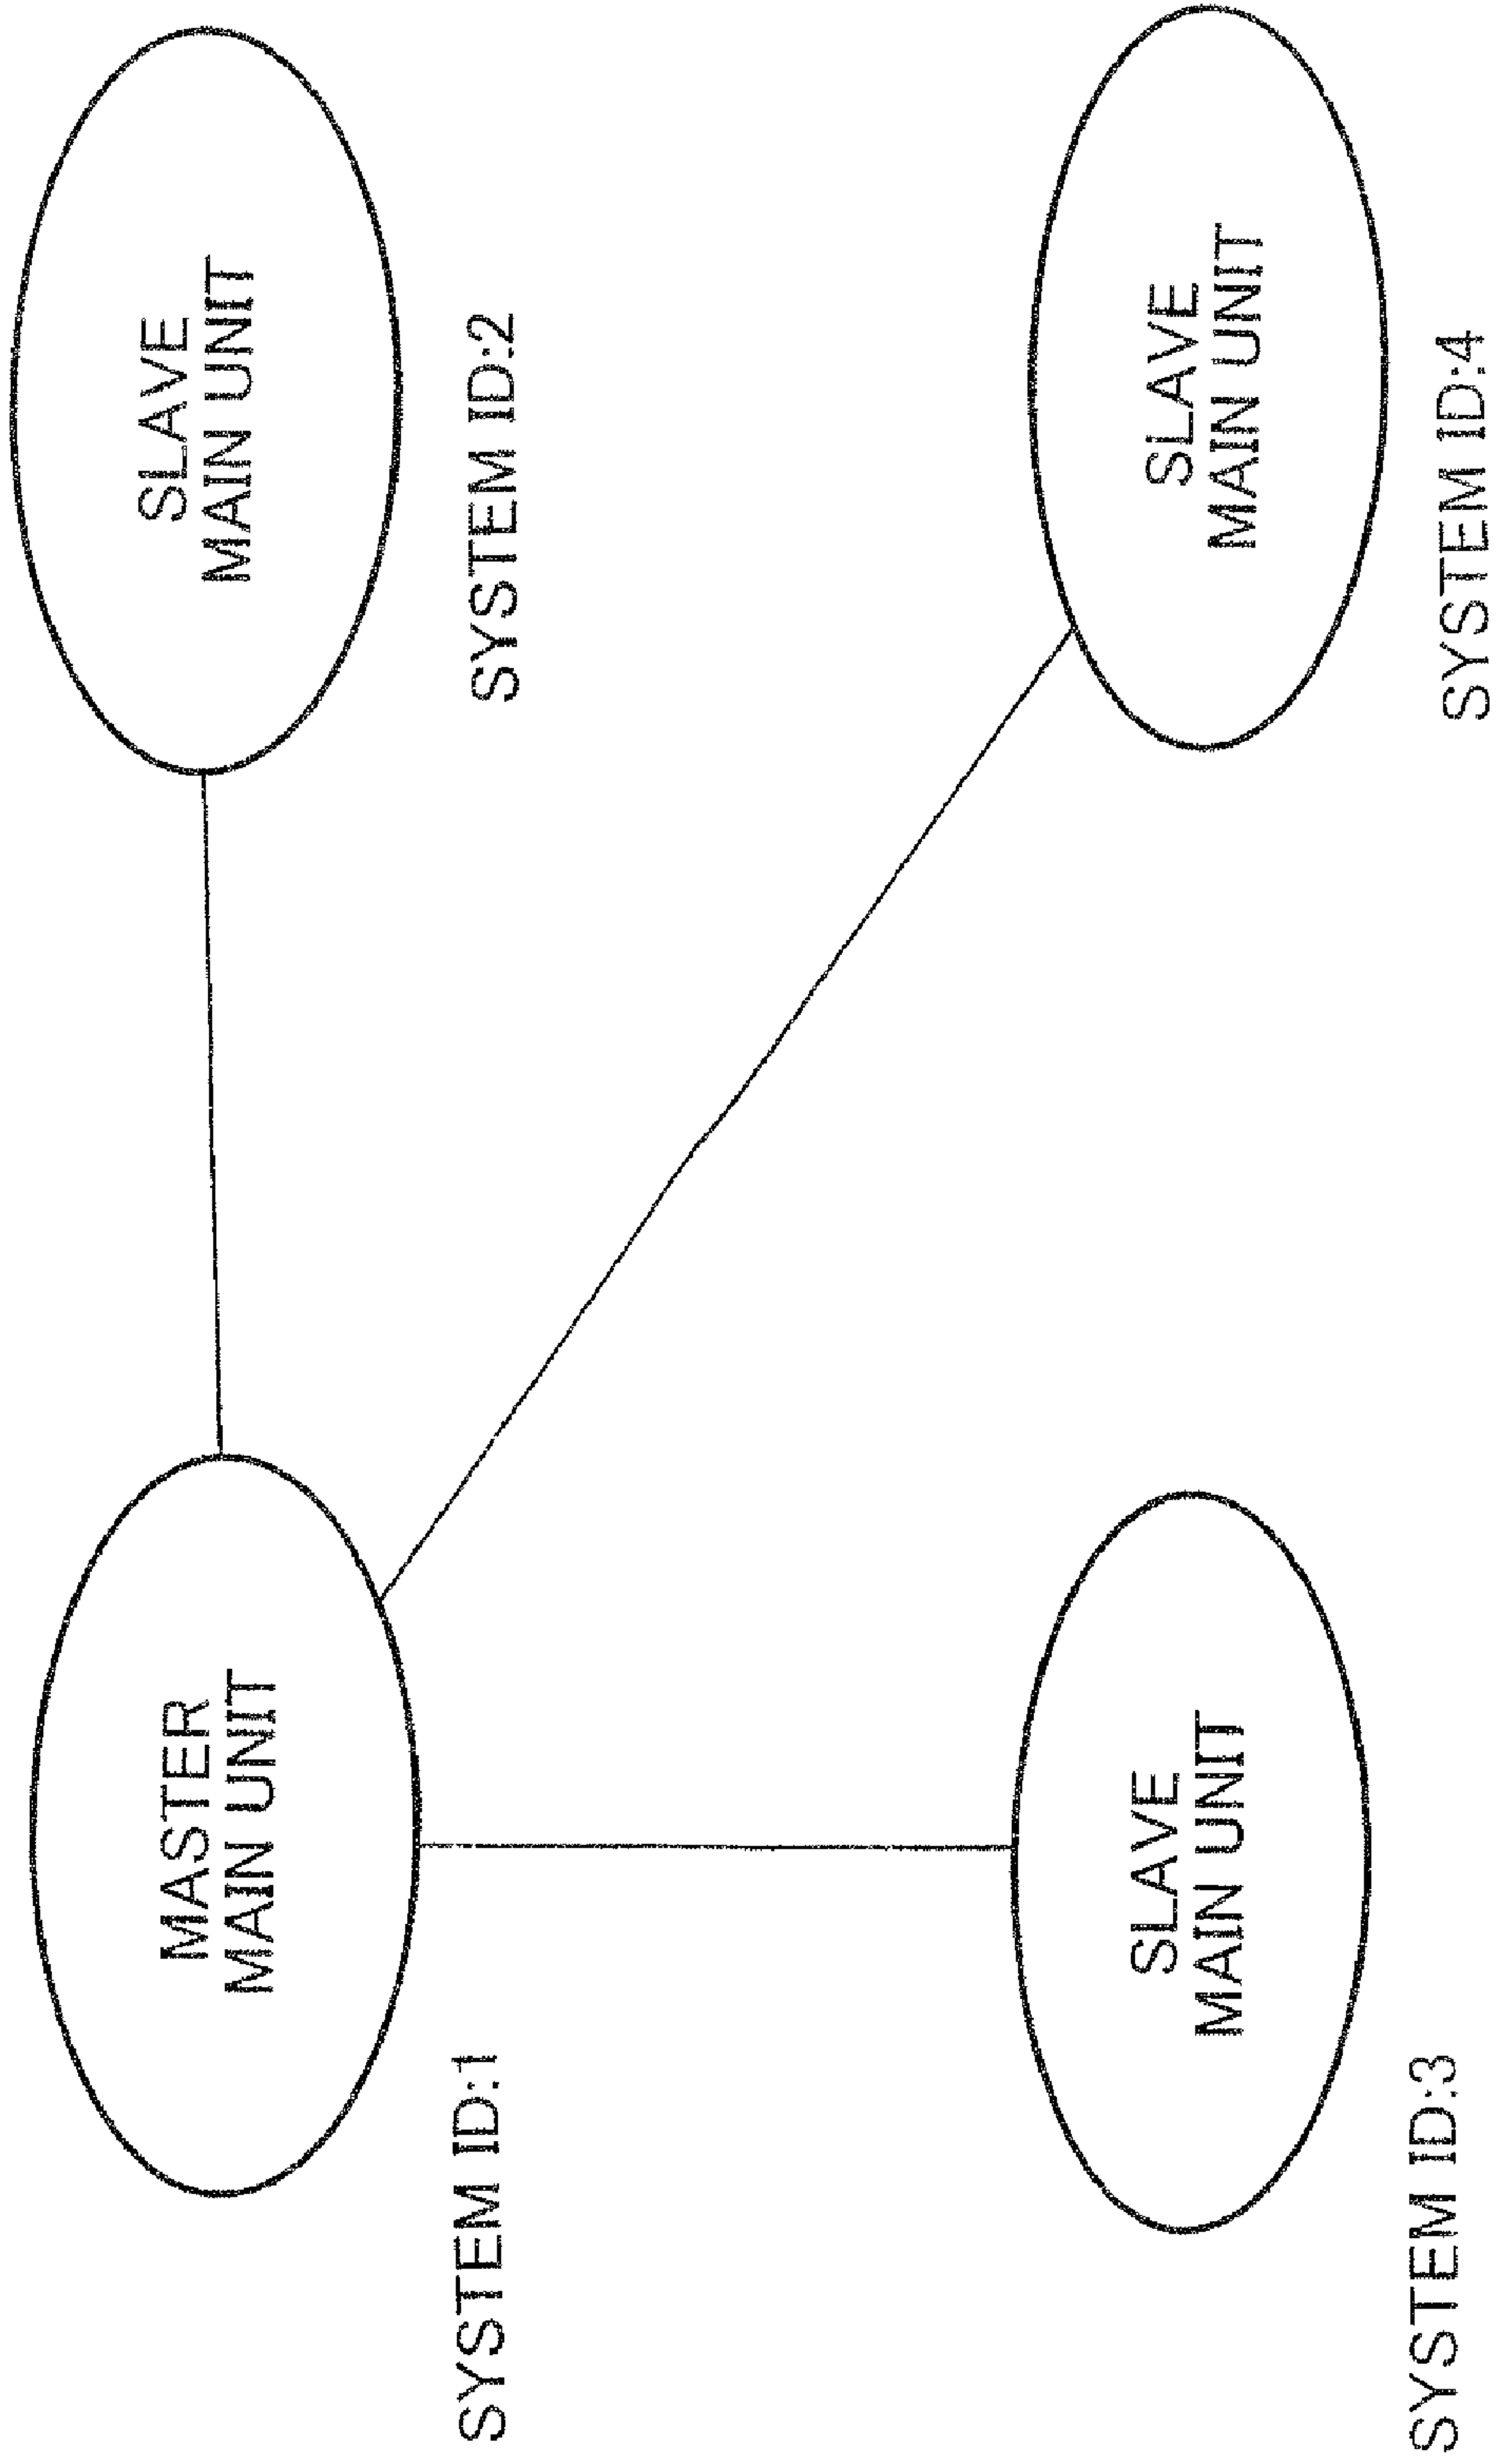 MASTER
MAIN UNIT
SYSTEM ID:1
SLAVE
MAIN UNIT
SYSTEM ID:2
SLAVE
MAIN UNIT
SYSTEM ID:3
SLAVE
MAIN UNIT
SYSTEM ID:4